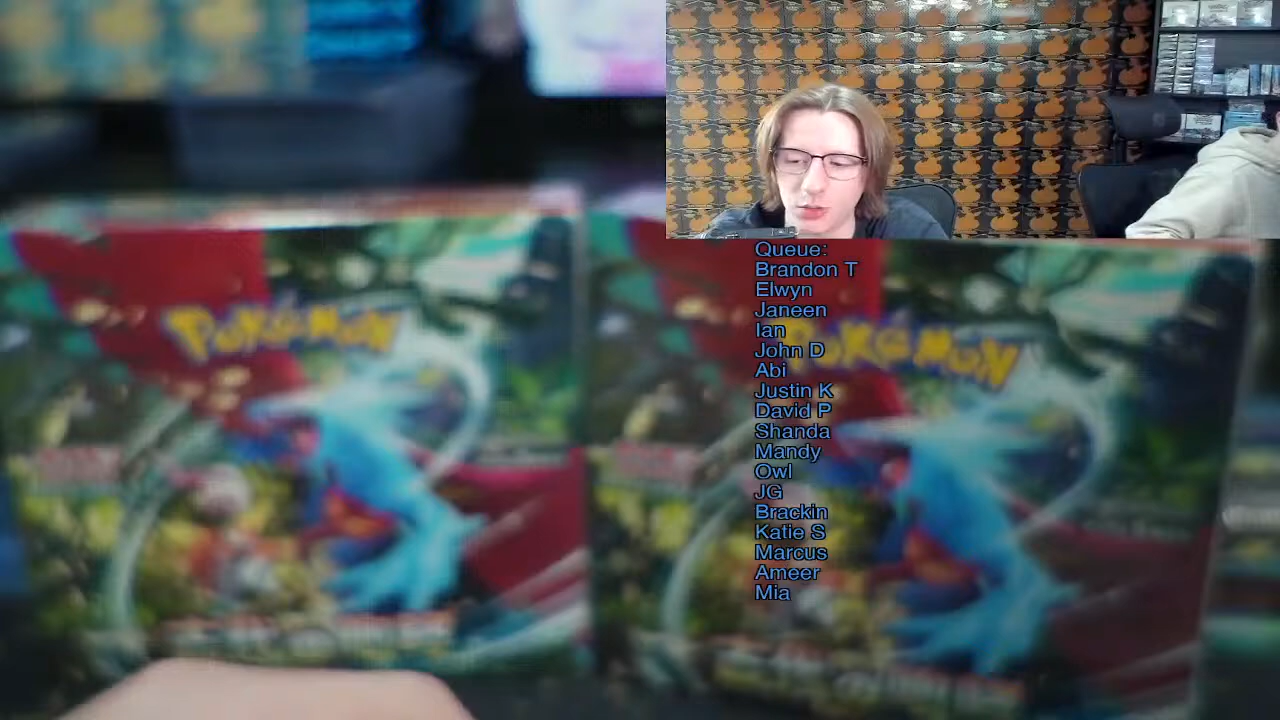 Queue:
Brandon T
Elwyn
Janeen
Ian
John D
Abi
Justin K
David P
Shanda
Mandy
Owl
JG
Brackin
Katie S
Marcus
Ameer
Mia
POKéMON
POKéMON